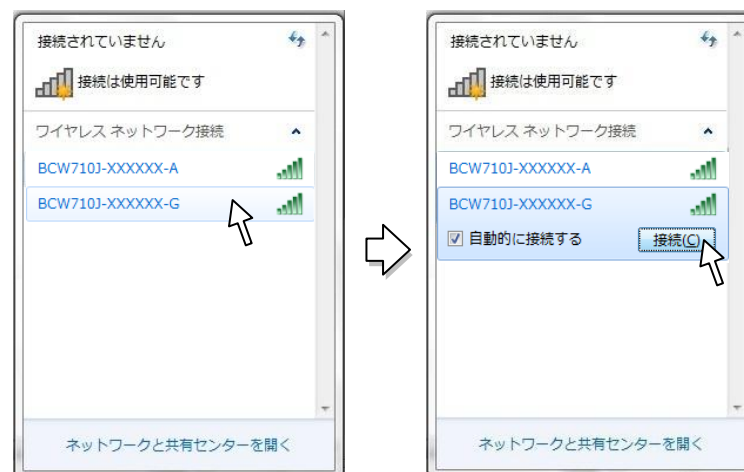 接続されていません
接続は使用可能です
ワイヤレス ネットワーク接続
BCW710J-XXXXXX-A
BCW710J-XXXXXX-G
ネットワークと共有センターを開く
接続されていません
接続は使用可能です
ワイヤレス ネットワーク接続
BCW710J-XXXXXX-A
BCW710J-XXXXXX-G
自動的に接続する 接続(C)
ネットワークと共有センターを開く